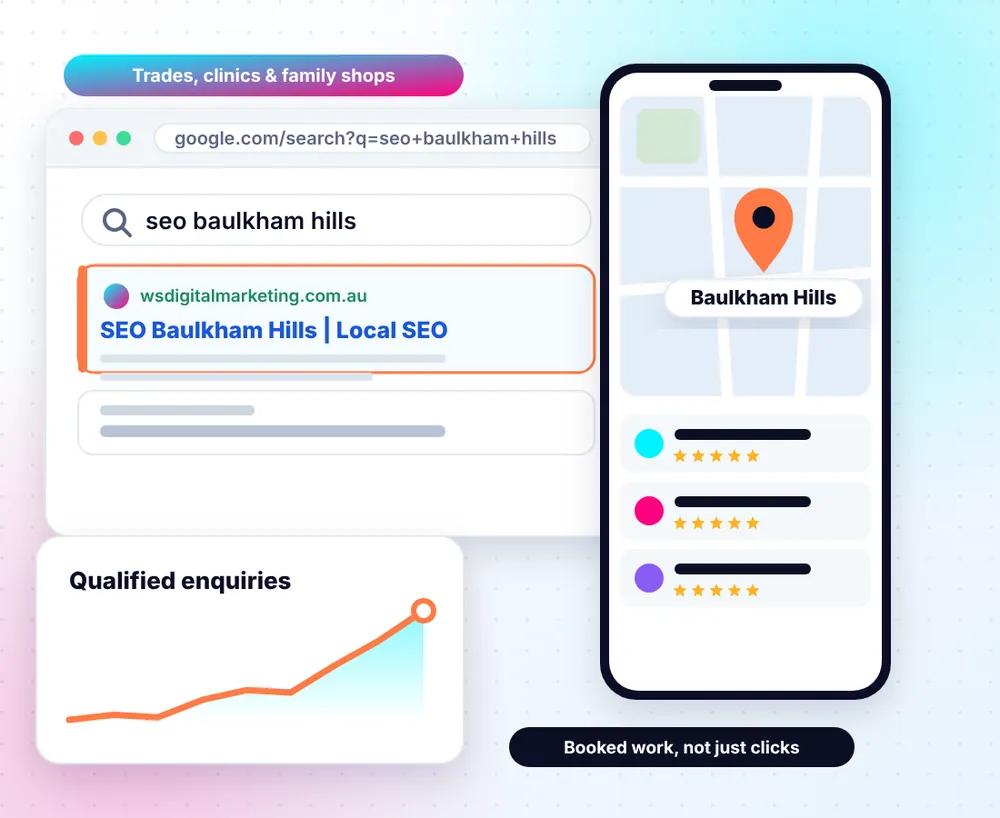 Trades, clinics & family shops
google.com/search?q=seo+baulkham+hills
seo baulkham hills
wsdigitalmarketing.com.au
SEO Baulkham Hills | Local SEO
Baulkham Hills
Qualified enquiries
Booked work, not just clicks